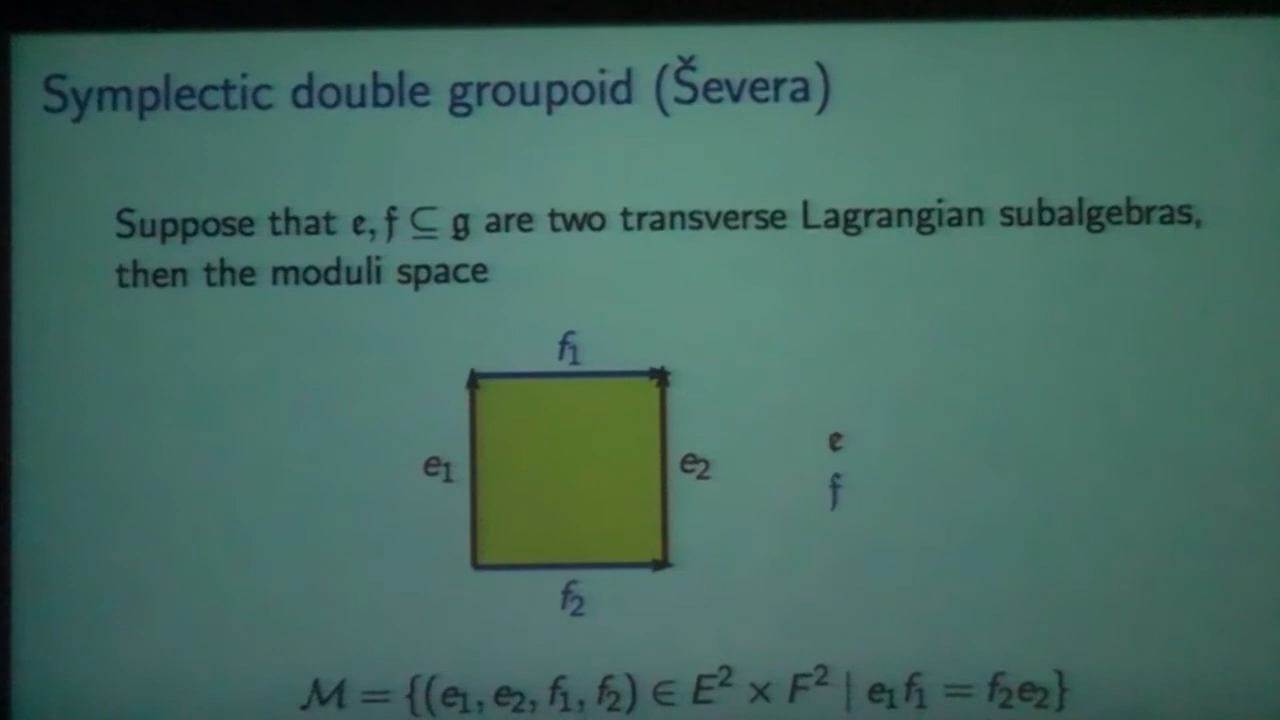 Symplectic double groupoid (Ševera)
Suppose that 𝔢, 𝔣 ⊆ 𝔤 are two transverse Lagrangian subalgebras,
then the moduli space
f₁
e₁
e₂
𝔢
𝔣
f₂
ℳ = {(e₁, e₂, f₁, f₂) ∈ E² × F² | e₁f₁ = f₂e₂}